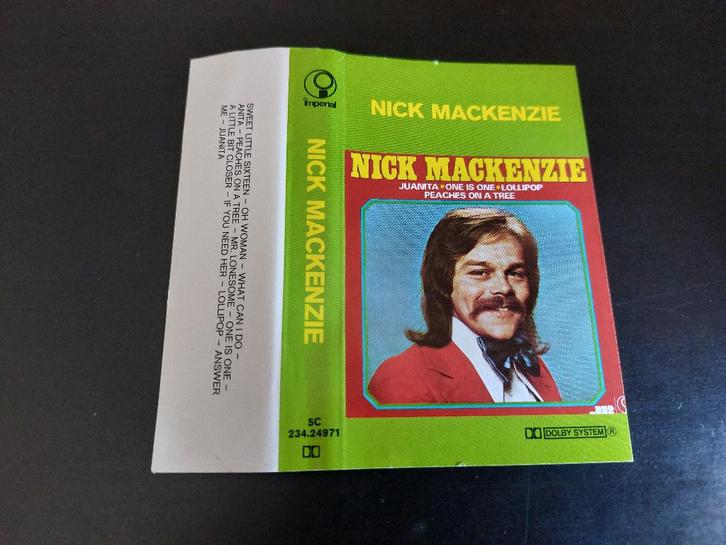 SWEET LITTLE SIXTEEN – OH WOMAN – WHAT CAN I DO –
ANITA – PEACHES ON A TREE – MR. LONESOME – ONE IS ONE –
A LITTLE BIT CLOSER – IF YOU NEED HER – LOLLIPOP – ANSWER
ME – JUANITA
imperial
NICK MACKENZIE
5C
234.24971
NICK MACKENZIE
NICK MACKENZIE
JUANITA • ONE IS ONE • LOLLIPOP
PEACHES ON A TREE
DOLBY SYSTEM ®